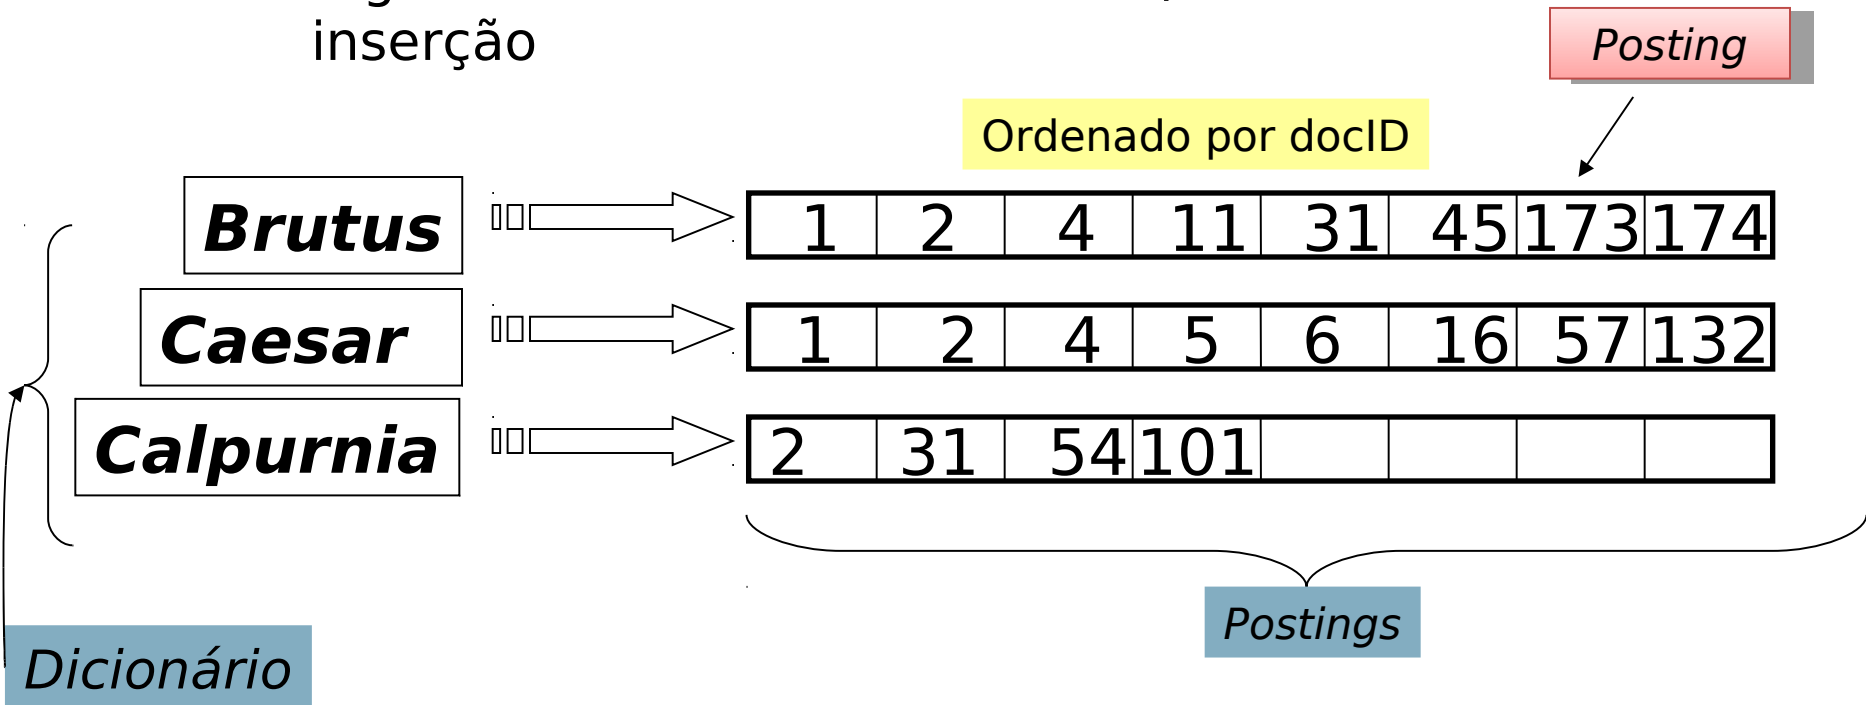 inserção
Posting
Ordenado por docID
Brutus 1 2 4 11 31 45 173 174
Caesar 1 2 4 5 6 16 57 132
Calpurnia 2 31 54 101
Postings
Dicionário